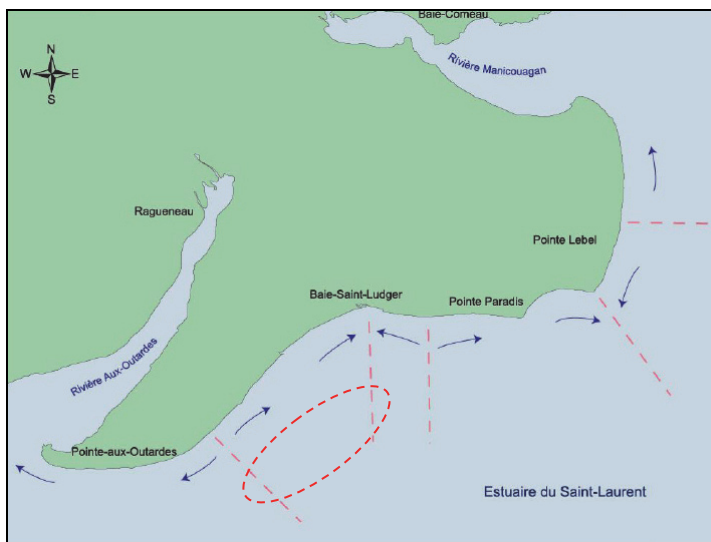 Baie-Comeau
N
W E
S
Rivière Manicouagan
Ragueneau
Pointe Lebel
Baie-Saint-Ludger
Pointe Paradis
Rivière Aux-Outardes
Pointe-aux-Outardes
Estuaire du Saint-Laurent